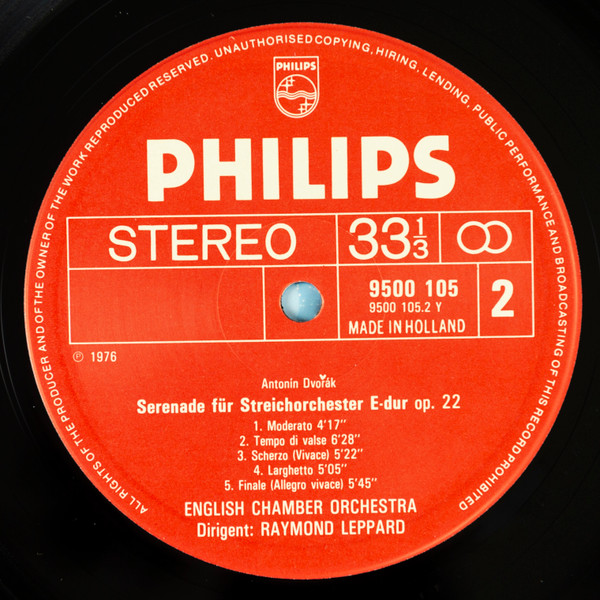 ALL RIGHTS OF THE PRODUCER AND OF THE OWNER OF THE WORK REPRODUCED RESERVED. UNAUTHORISED COPYING, HIRING, LENDING, PUBLIC PERFORMANCE AND BROADCASTING OF THIS RECORD PROHIBITED
PHILIPS
PHILIPS
STEREO
33 1/3
9500 105
9500 105.2 Y
MADE IN HOLLAND
2
℗ 1976
Antonín Dvořák
Serenade für Streichorchester E-dur op. 22
1. Moderato 4'17"
2. Tempo di valse 6'28"
3. Scherzo (Vivace) 5'22"
4. Larghetto 5'05"
5. Finale (Allegro vivace) 5'45"
ENGLISH CHAMBER ORCHESTRA
Dirigent: RAYMOND LEPPARD